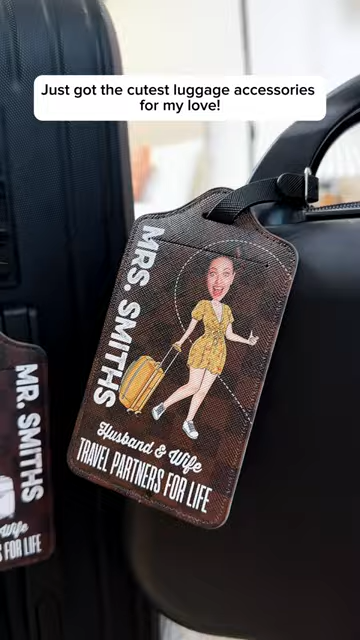 Just got the cutest luggage accessories
for my love!
MRS. SMITHS
Husband & Wife
TRAVEL PARTNERS FOR LIFE
MR. SMITHS
Wife
FOR LIFE